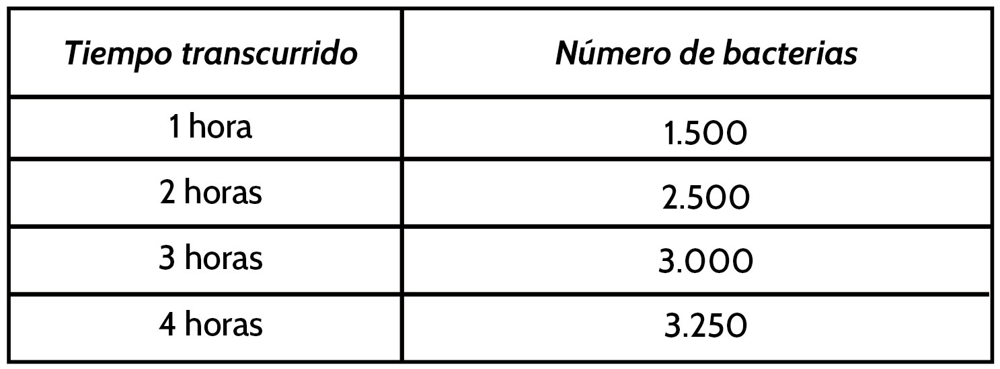 Tiempo transcurrido Número de bacterias
1 hora 1.500
2 horas 2.500
3 horas 3.000
4 horas 3.250